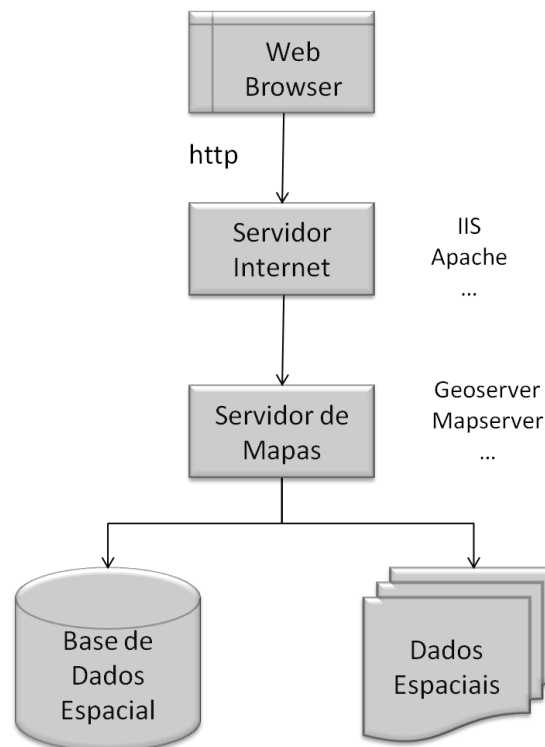 Web
Browser
http
Servidor
Internet
IIS
Apache
...
Servidor de
Mapas
Geoserver
Mapserver
...
Base de
Dados
Espacial
Dados
Espaciais